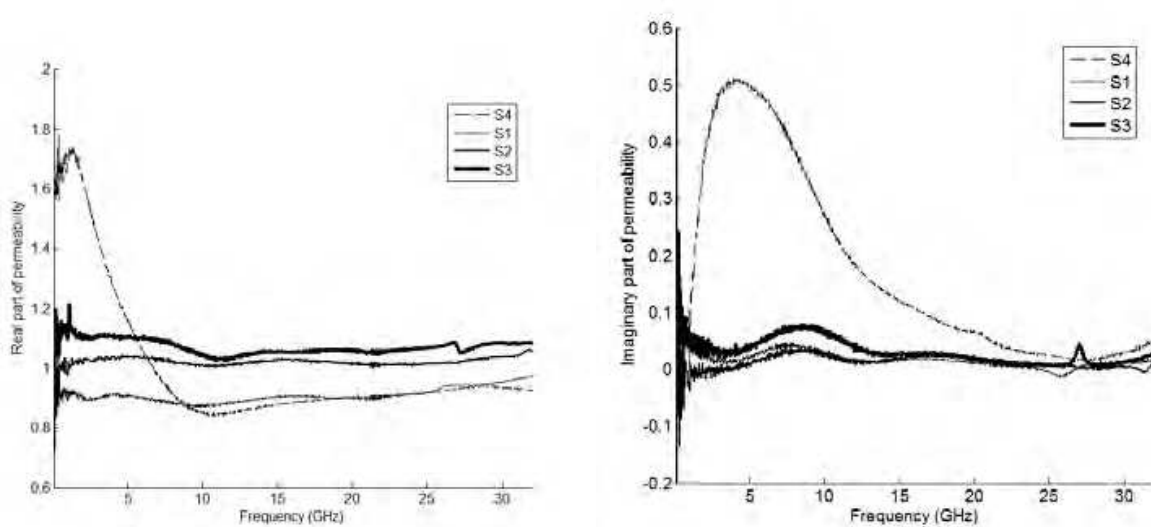 2
1.8
1.6
1.4
1.2
1
0.8
0.6
Real part of permeability
5
10
15
20
25
30
Frequency (GHz)
S4
S1
S2
S3
0.6
0.5
0.4
0.3
0.2
0.1
0
-0.1
-0.2
Imaginary part of permeability
5
10
15
20
25
30
Frequency (GHz)
S4
S1
S2
S3